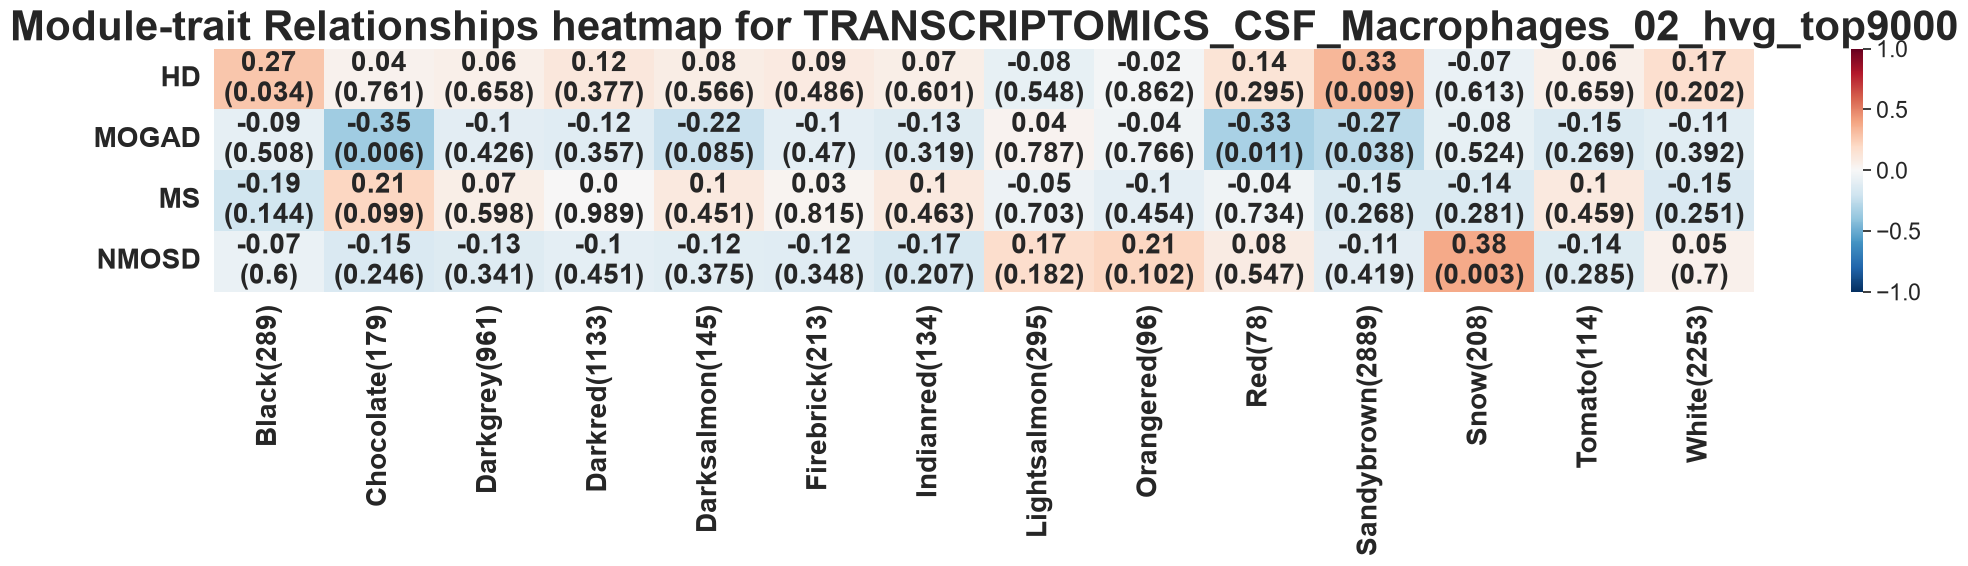 Module-trait Relationships heatmap for TRANSCRIPTOMICS_CSF_Macrophages_02_hvg_top9000
HD
0.27 0.04 0.06 0.12 0.08 0.09 0.07 -0.08 -0.02 0.14 0.33 -0.07 0.06 0.17
(0.034) (0.761) (0.658) (0.377) (0.566) (0.486) (0.601) (0.548) (0.862) (0.295) (0.009) (0.613) (0.659) (0.202)
MOGAD
-0.09 -0.35 -0.1 -0.12 -0.22 -0.1 -0.13 0.04 -0.04 -0.33 -0.27 -0.08 -0.15 -0.11
(0.508) (0.006) (0.426) (0.357) (0.085) (0.47) (0.319) (0.787) (0.766) (0.011) (0.038) (0.524) (0.269) (0.392)
MS
-0.19 0.21 0.07 0.0 0.1 0.03 0.1 -0.05 -0.1 -0.04 -0.15 -0.14 0.1 -0.15
(0.144) (0.099) (0.598) (0.989) (0.451) (0.815) (0.463) (0.703) (0.454) (0.734) (0.268) (0.281) (0.459) (0.251)
NMOSD
-0.07 -0.15 -0.13 -0.1 -0.12 -0.12 -0.17 0.17 0.21 0.08 -0.11 0.38 -0.14 0.05
(0.6) (0.246) (0.341) (0.451) (0.375) (0.348) (0.207) (0.182) (0.102) (0.547) (0.419) (0.003) (0.285) (0.7)
Black(289)
Chocolate(179)
Darkgrey(961)
Darkred(1133)
Darksalmon(145)
Firebrick(213)
Indianred(134)
Lightsalmon(295)
Orangered(96)
Red(78)
Sandybrown(2889)
Snow(208)
Tomato(114)
White(2253)
1.0
0.5
0.0
−0.5
−1.0